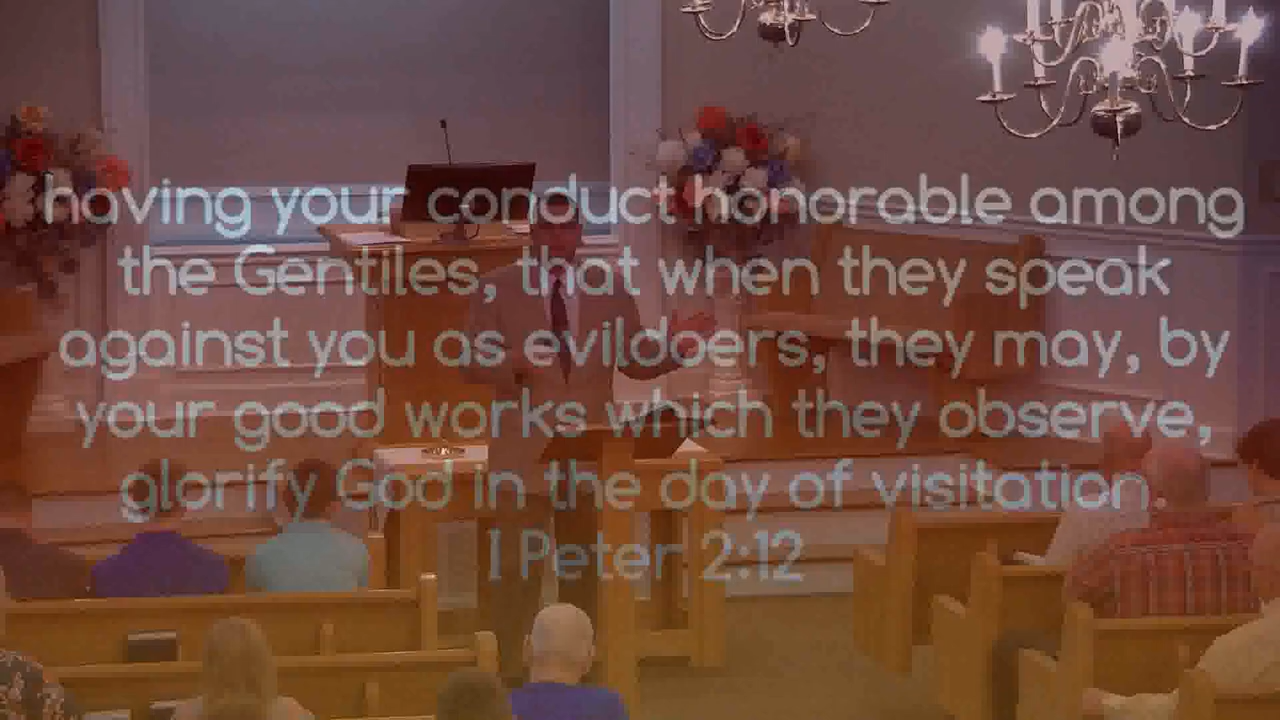 having your conduct honorable among
the Gentiles, that when they speak
against you as evildoers, they may, by
your good works which they observe,
glorify God in the day of visitation
I Peter 2:12